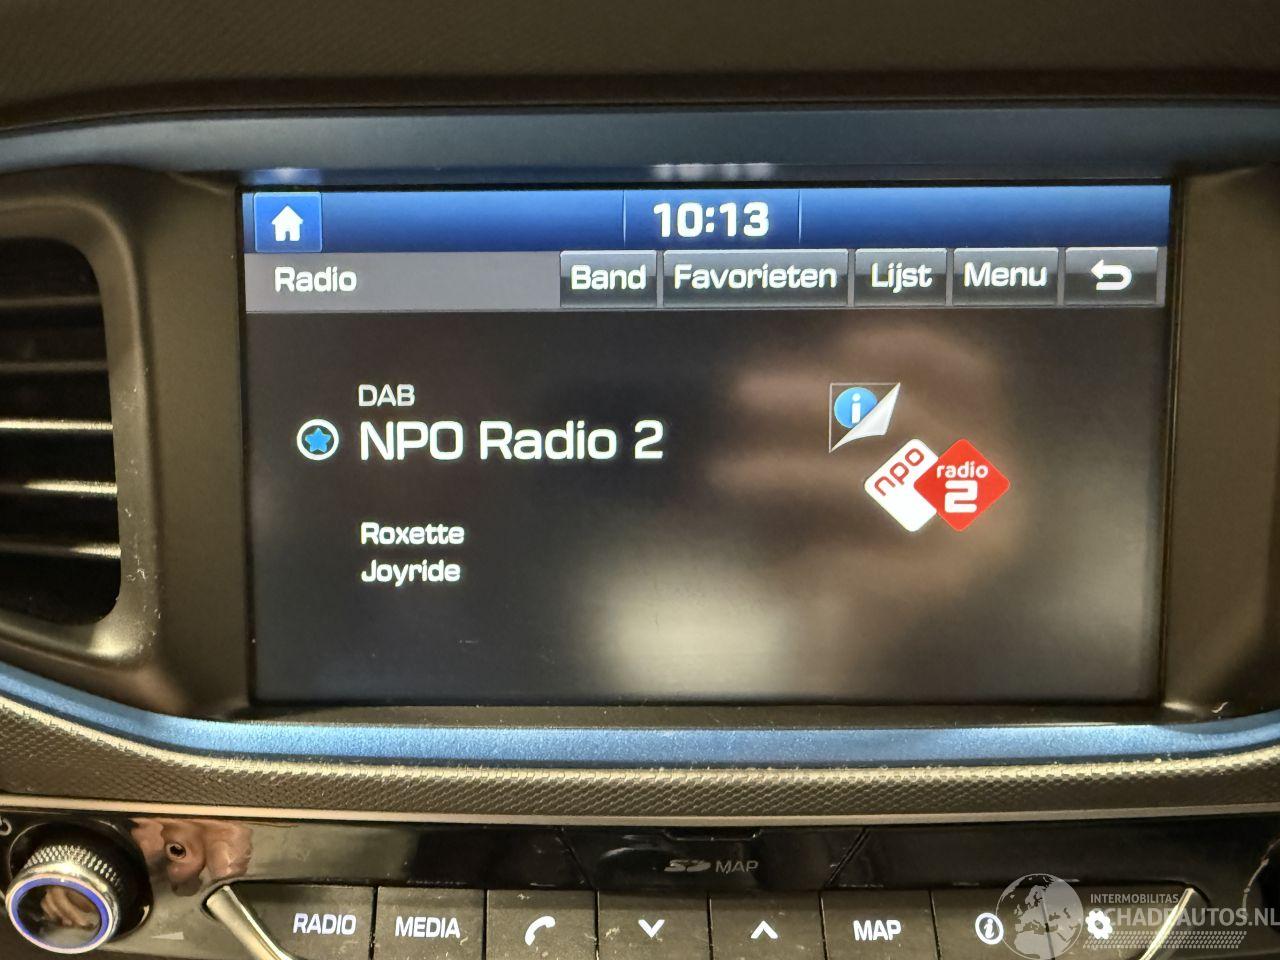 10:13
Radio Band Favorieten Lijst Menu
DAB
NPO Radio 2
npo radio 2
Roxette
Joyride
SD MAP
RADIO MEDIA MAP
INTERMOBILITAS
SCHADEAUTOS.NL